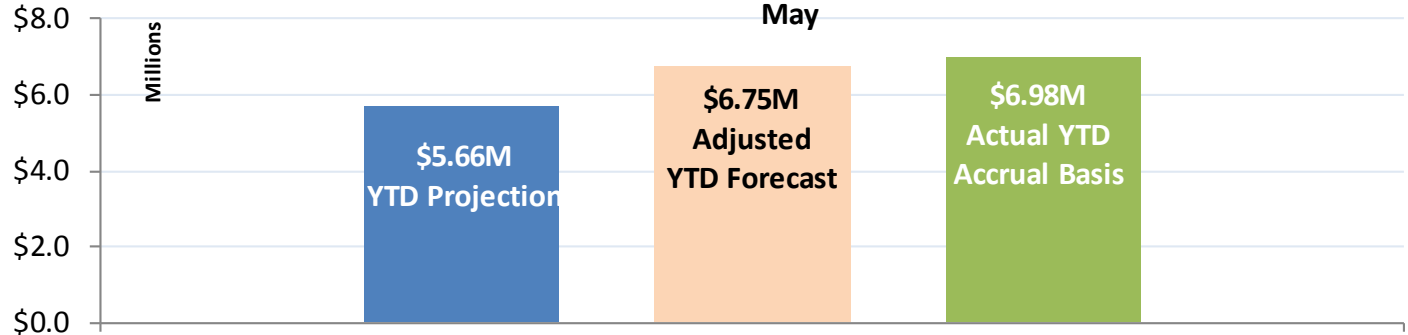 May
Millions
$8.0
$6.0
$4.0
$2.0
$0.0
$5.66M
YTD Projection
$6.75M
Adjusted
YTD Forecast
$6.98M
Actual YTD
Accrual Basis